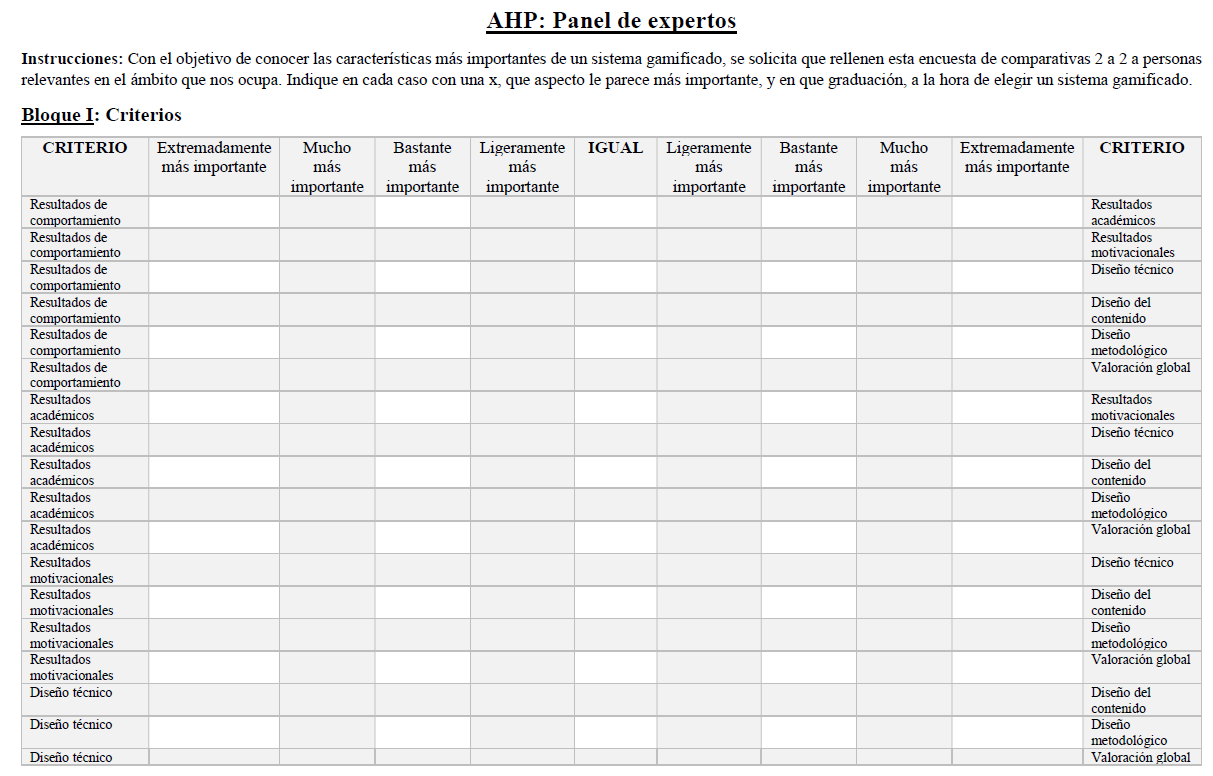 AHP: Panel de expertos
Instrucciones: Con el objetivo de conocer las características más importantes de un sistema gamificado, se solicita que rellenen esta encuesta de comparativas 2 a 2 a personas
relevantes en el ámbito que nos ocupa. Indique en cada caso con una x, que aspecto le parece más importante, y en que graduación, a la hora de elegir un sistema gamificado.
Bloque I: Criterios
CRITERIO Extremadamente más importante Mucho más importante Bastante más importante Ligeramente más importante IGUAL Ligeramente más importante Bastante más importante Mucho más importante Extremadamente más importante CRITERIO
Resultados de comportamiento Resultados académicos
Resultados de comportamiento Resultados motivacionales
Resultados de comportamiento Diseño técnico
Resultados de comportamiento Diseño del contenido
Resultados de comportamiento Diseño metodológico
Resultados de comportamiento Valoración global
Resultados académicos Resultados motivacionales
Resultados académicos Diseño técnico
Resultados académicos Diseño del contenido
Resultados académicos Diseño metodológico
Resultados académicos Valoración global
Resultados motivacionales Diseño técnico
Resultados motivacionales Diseño del contenido
Resultados motivacionales Diseño metodológico
Resultados motivacionales Valoración global
Diseño técnico Diseño del contenido
Diseño técnico Diseño metodológico
Diseño técnico Valoración global